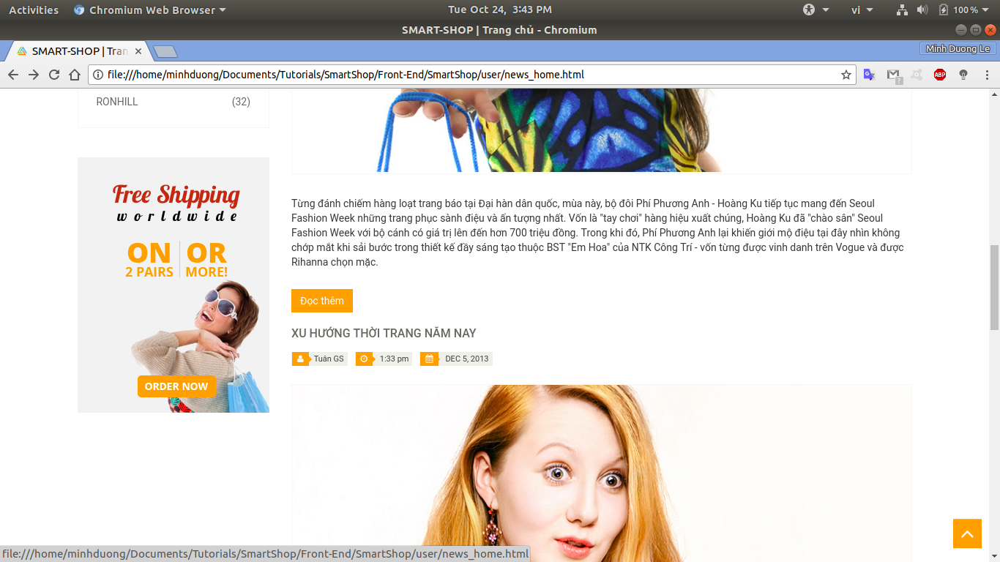 Activities
Chromium Web Browser
Tue Oct 24, 3:43 PM
vi
100 %
SMART-SHOP | Trang chủ - Chromium
SMART-SHOP | Tran
Minh Duong Le
file:///home/minhduong/Documents/Tutorials/SmartShop/Front-End/SmartShop/user/news_home.html
ABP
RONHILL (32)
Free Shipping
worldwide
ON OR
2 PAIRS MORE!
ORDER NOW
Từng đánh chiếm hàng loạt trang báo tại Đại hàn dân quốc, mùa này, bộ đôi Phí Phương Anh - Hoàng Ku tiếp tục mang đến Seoul
Fashion Week những trang phục sành điệu và ấn tượng nhất. Vốn là "tay chơi" hàng hiệu xuất chúng, Hoàng Ku đã "chào sân" Seoul
Fashion Week với bộ cánh có giá trị lên đến hơn 700 triệu đồng. Trong khi đó, Phí Phương Anh lại khiến giới mộ điệu tại đây nhìn không
chớp mắt khi sải bước trong thiết kế đầy sáng tạo thuộc BST "Em Hoa" của NTK Công Trí - vốn từng được vinh danh trên Vogue và được
Rihanna chọn mặc.
Đọc thêm
XU HƯỚNG THỜI TRANG NĂM NAY
Tuân GS 1:33 pm DEC 5, 2013
file:///home/minhduong/Documents/Tutorials/SmartShop/Front-End/SmartShop/user/news_home.html